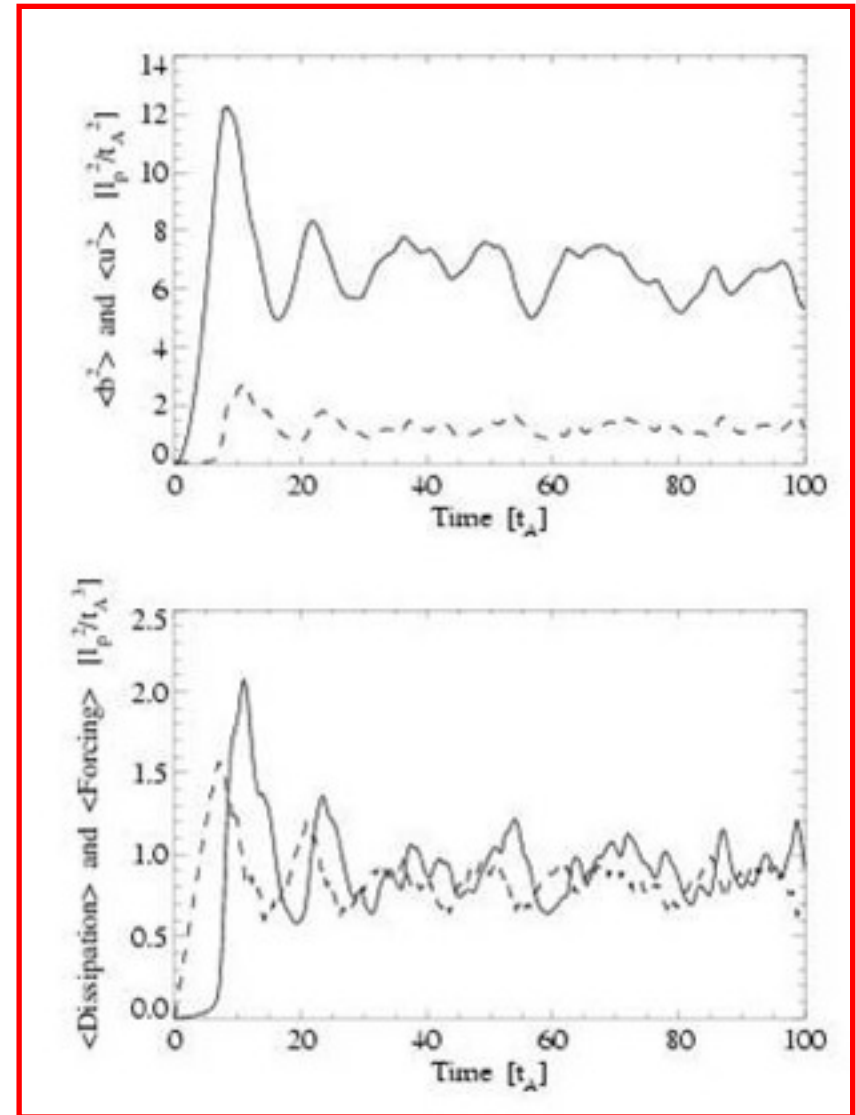 <b²> and <u²> [l_ρ²/t_A²]
14
12
10
8
6
4
2
0
0 20 40 60 80 100
Time [t_A]
<Dissipation> and <Forcing> [l_ρ²/t_A³]
2.5
2.0
1.5
1.0
0.5
0.0
0 20 40 60 80 100
Time [t_A]